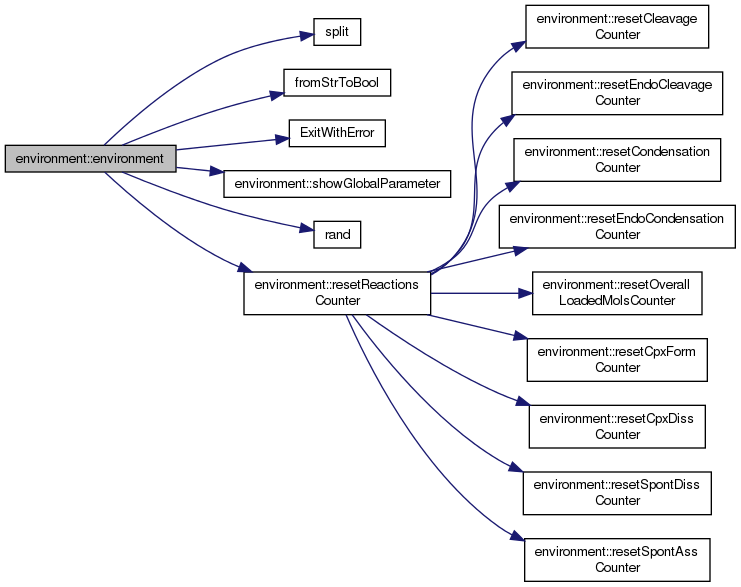 environment::environment
split
fromStrToBool
ExitWithError
environment::showGlobalParameter
rand
environment::resetReactions
Counter
environment::resetCleavage
Counter
environment::resetEndoCleavage
Counter
environment::resetCondensation
Counter
environment::resetEndoCondensation
Counter
environment::resetOverall
LoadedMolsCounter
environment::resetCpxForm
Counter
environment::resetCpxDiss
Counter
environment::resetSpontDiss
Counter
environment::resetSpontAss
Counter